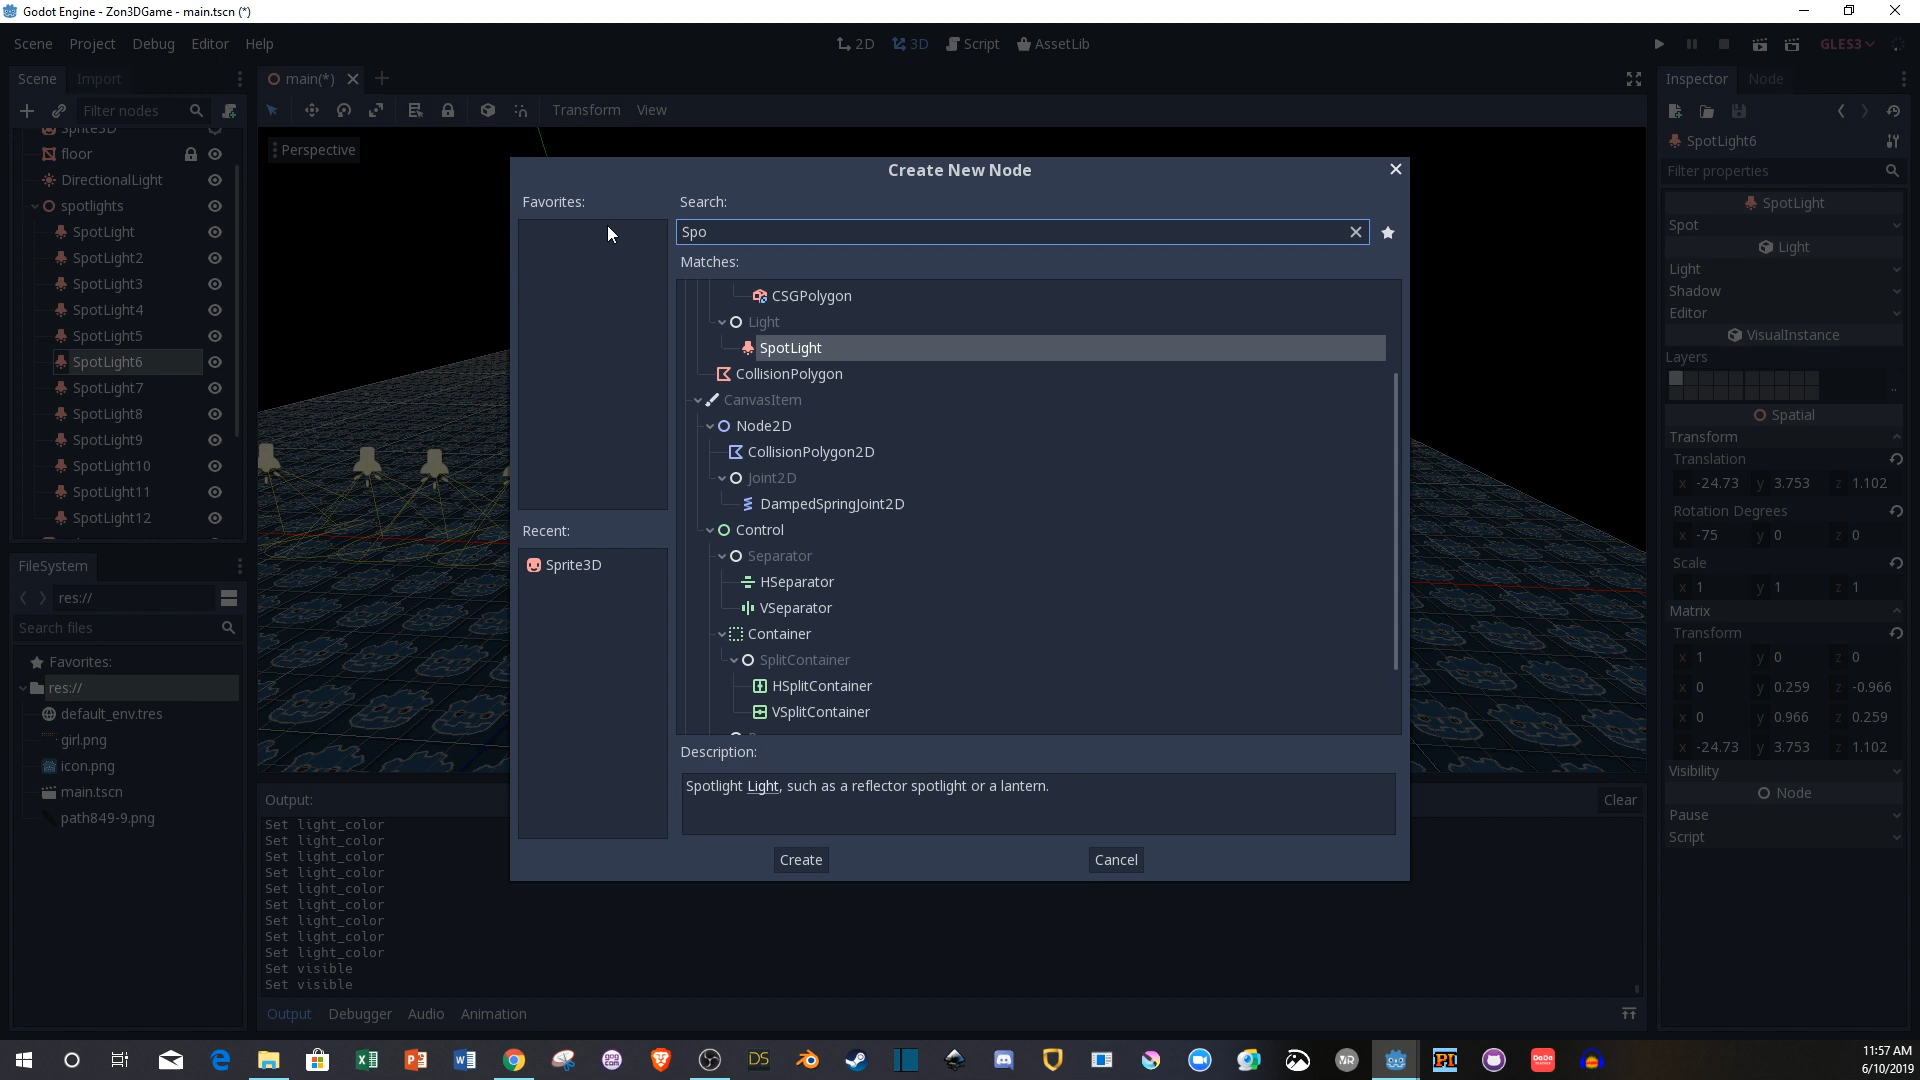 Godot Engine - Zon3DGame - main.tscn (*)
Scene Project Debug Editor Help
2D 3D Script AssetLib
GLES3
Scene Import
main(*)
Inspector Node
Filter nodes
Transform View
Sprite3D
floor
DirectionalLight
spotlights
SpotLight
SpotLight2
SpotLight3
SpotLight4
SpotLight5
SpotLight6
SpotLight7
SpotLight8
SpotLight9
SpotLight10
SpotLight11
SpotLight12
FileSystem
res://
Search files
Favorites:
res://
default_env.tres
girl.png
icon.png
main.tscn
path849-9.png
Perspective
Create New Node
Favorites:
Recent:
Sprite3D
Search:
Spo
Matches:
CSGPolygon
Light
SpotLight
CollisionPolygon
CanvasItem
Node2D
CollisionPolygon2D
Joint2D
DampedSpringJoint2D
Control
Separator
HSeparator
VSeparator
Container
SplitContainer
HSplitContainer
VSplitContainer
Description:
Spotlight Light, such as a reflector spotlight or a lantern.
Create Cancel
Output:
Clear
Set light_color
Set light_color
Set light_color
Set light_color
Set light_color
Set light_color
Set light_color
Set light_color
Set light_color
Set visible
Set visible
Output Debugger Audio Animation
SpotLight6
Filter properties
SpotLight
Spot
Light
Light
Shadow
Editor
VisualInstance
Layers
..
Spatial
Transform
Translation
x -24.73 y 3.753 z 1.102
Rotation Degrees
x -75 y 0 z 0
Scale
x 1 y 1 z 1
Matrix
Transform
x 1 y 0 z 0
x 0 y 0.259 z -0.966
x 0 y 0.966 z 0.259
x -24.73 y 3.753 z 1.102
Visibility
Node
Pause
Script
11:57 AM
6/10/2019